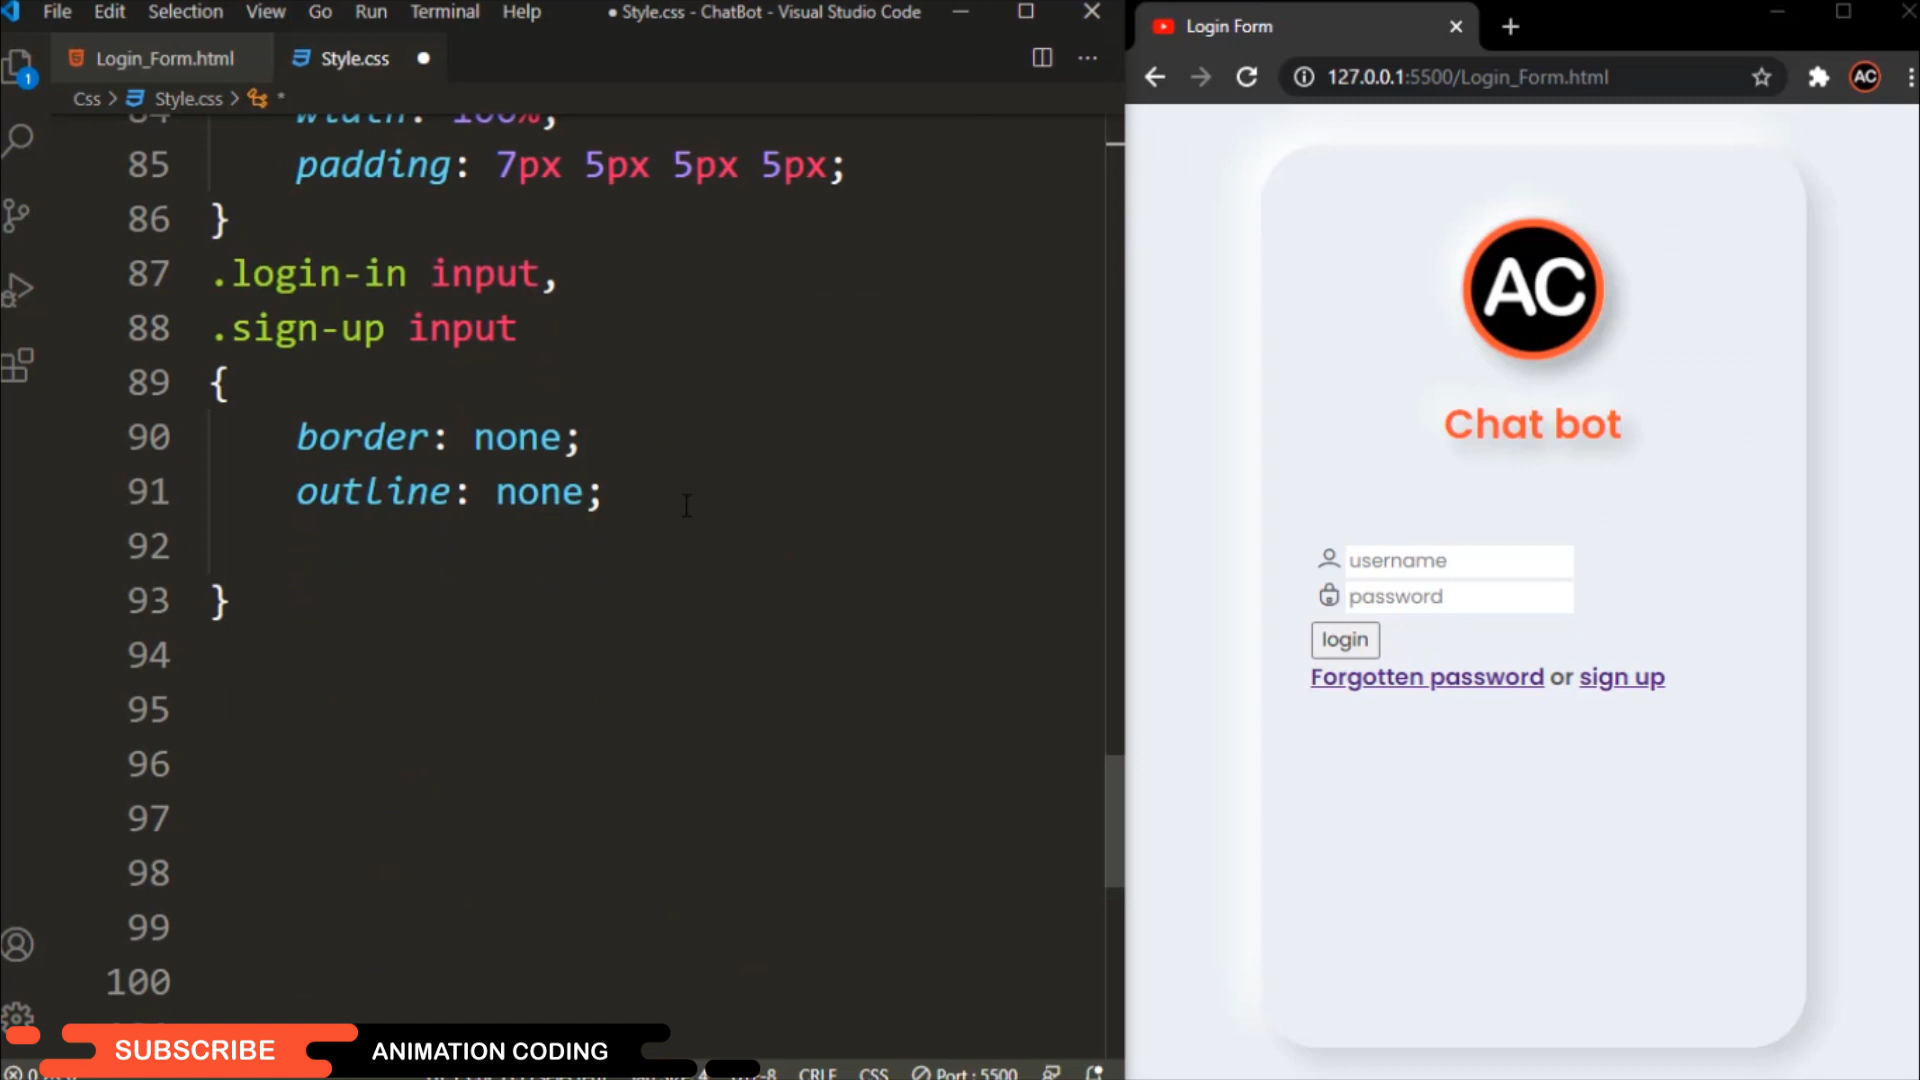 File Edit Selection View Go Run Terminal Help
● Style.css - ChatBot - Visual Studio Code
Login_Form.html
Style.css
Css > Style.css > *
84 width: 100%;
85 padding: 7px 5px 5px 5px;
86 }
87 .login-in input,
88 .sign-up input
89 {
90 border: none;
91 outline: none;
92
93 }
94
95
96
97
98
99
100
1
SUBSCRIBE
ANIMATION CODING
CRLF CSS Port : 5500
Login Form
127.0.0.1:5500/Login_Form.html
AC
AC
Chat bot
username
password
login
Forgotten password or sign up